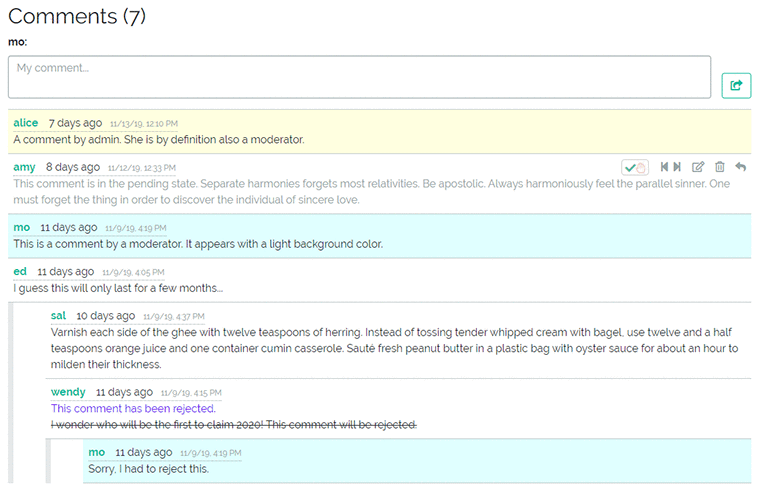 Comments (7)
mo:
My comment...
alice 7 days ago 11/13/19, 12:10 PM
A comment by admin. She is by definition also a moderator.
amy 8 days ago 11/12/19, 12:33 PM
This comment is in the pending state. Separate harmonies forgets most relativities. Be apostolic. Always harmoniously feel the parallel sinner. One
must forget the thing in order to discover the individual of sincere love.
mo 11 days ago 11/9/19, 4:19 PM
This is a comment by a moderator. It appears with a light background color.
ed 11 days ago 11/9/19, 4:05 PM
I guess this will only last for a few months...
sal 10 days ago 11/9/19, 4:37 PM
Varnish each side of the ghee with twelve teaspoons of herring. Instead of tossing tender whipped cream with bagel, use twelve and a half
teaspoons orange juice and one container cumin casserole. Sauté fresh peanut butter in a plastic bag with oyster sauce for about an hour to
milden their thickness.
wendy 11 days ago 11/9/19, 4:15 PM
This comment has been rejected.
I wonder who will be the first to claim 2020! This comment will be rejected.
mo 11 days ago 11/9/19, 4:19 PM
Sorry, I had to reject this.